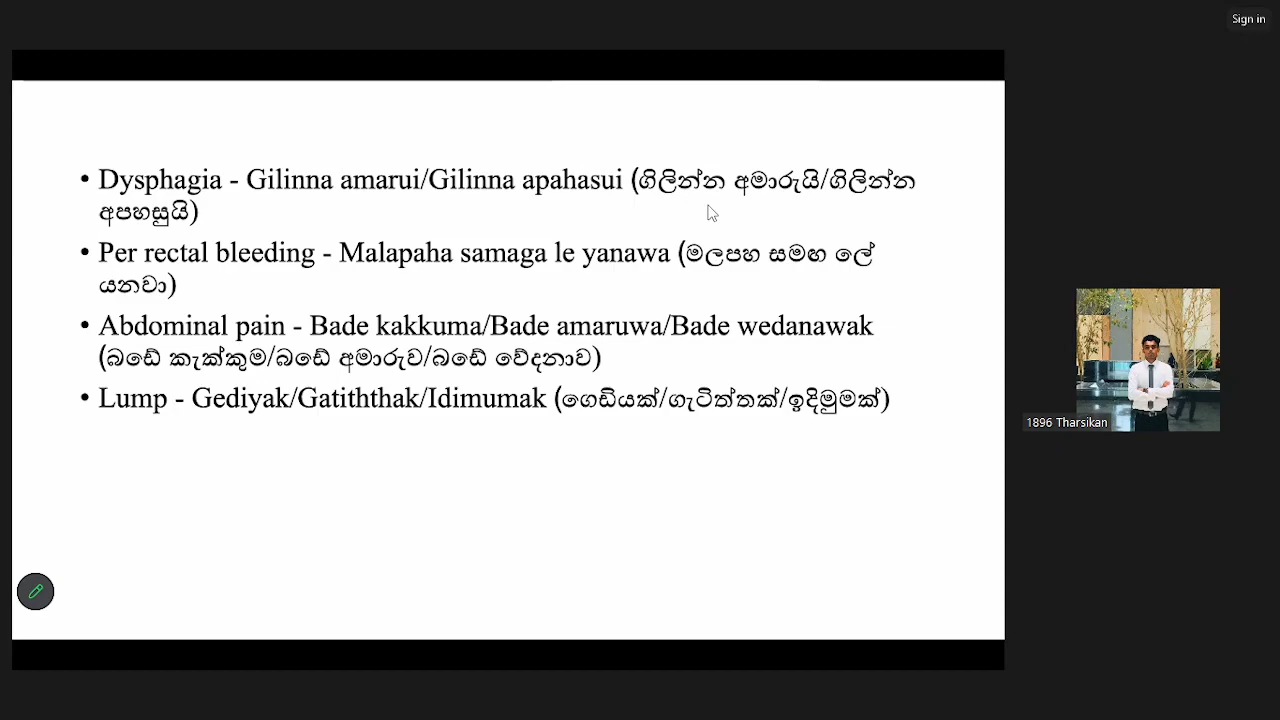 Sign in
• Dysphagia - Gilinna amarui/Gilinna apahasui (ගිලින්න අමාරුයි/ගිලින්න
අපහසුයි)
• Per rectal bleeding - Malapaha samaga le yanawa (මලපහ සමඟ ලේ
යනවා)
• Abdominal pain - Bade kakkuma/Bade amaruwa/Bade wedanawak
(බඩේ කැක්කුම/බඩේ අමාරුව/බඩේ වේදනාව)
• Lump - Gediyak/Gatiththak/Idimumak (ගෙඩියක්/ගැටිත්තක්/ඉදිමුමක්)
1896 Tharsikan